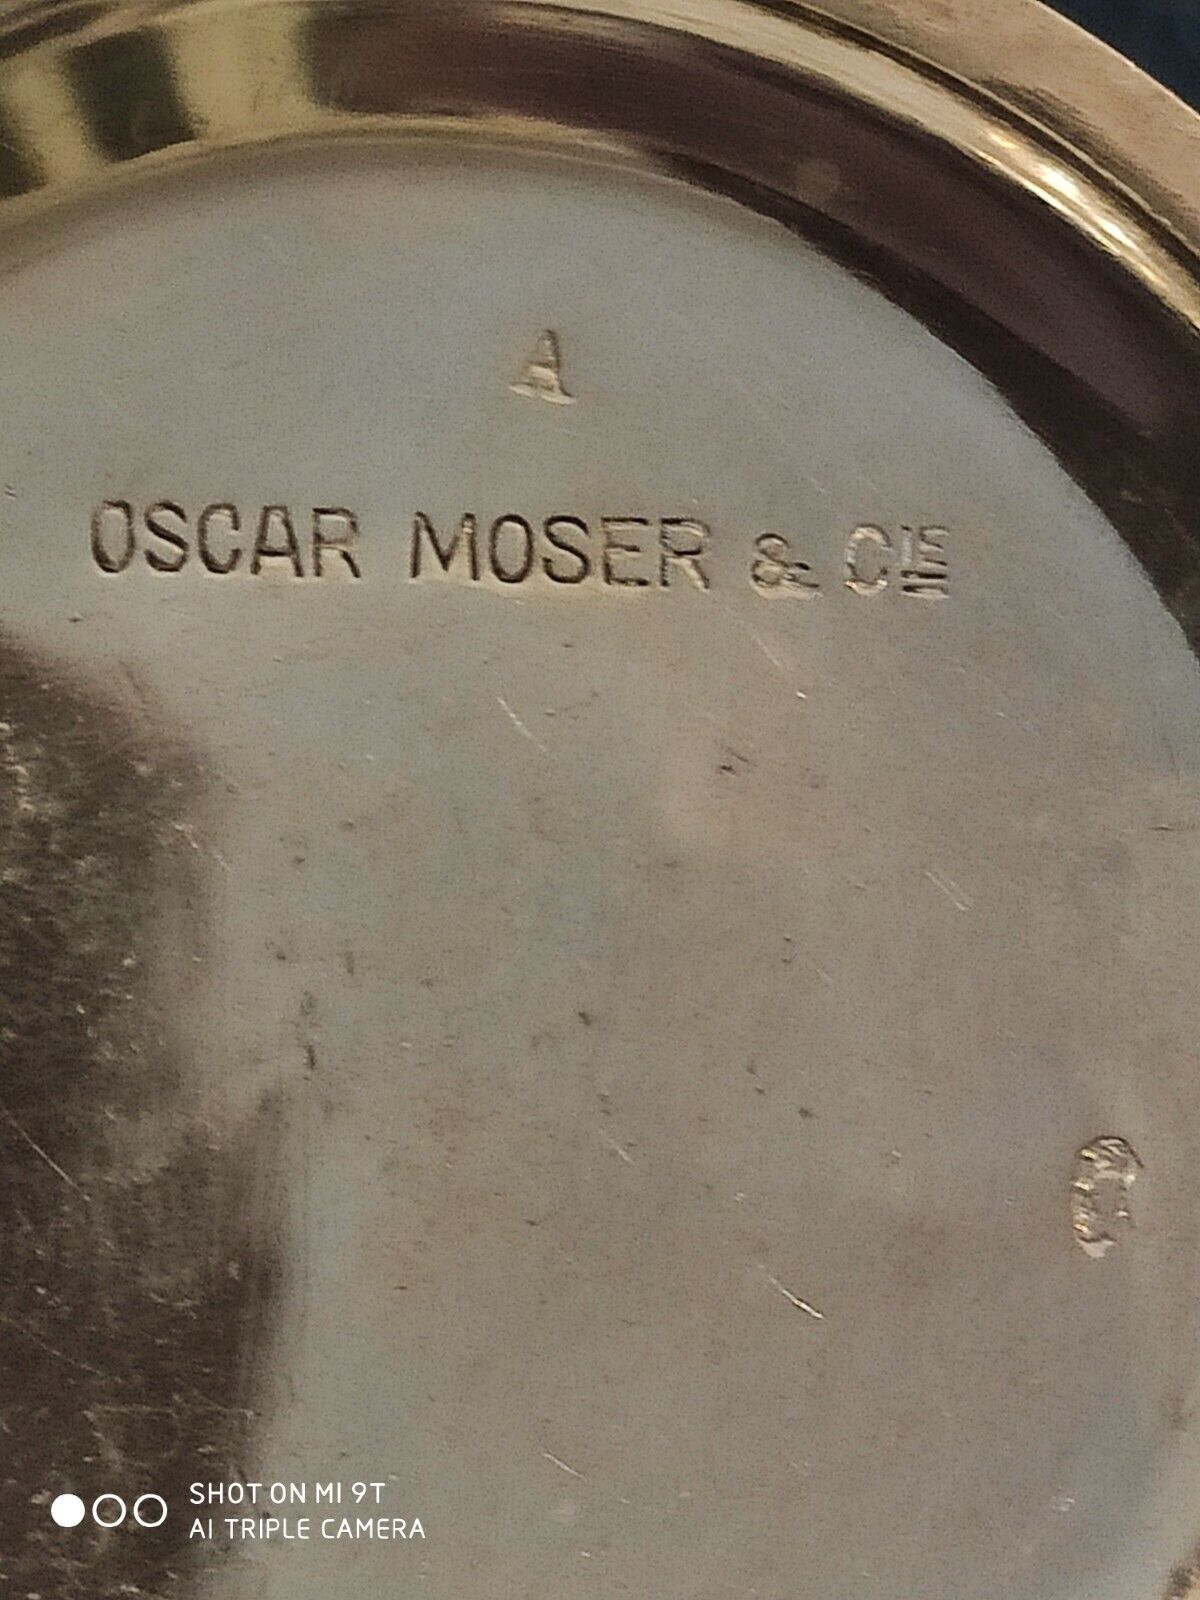 A
OSCAR MOSER & CIE
SHOT ON MI 9T
AI TRIPLE CAMERA